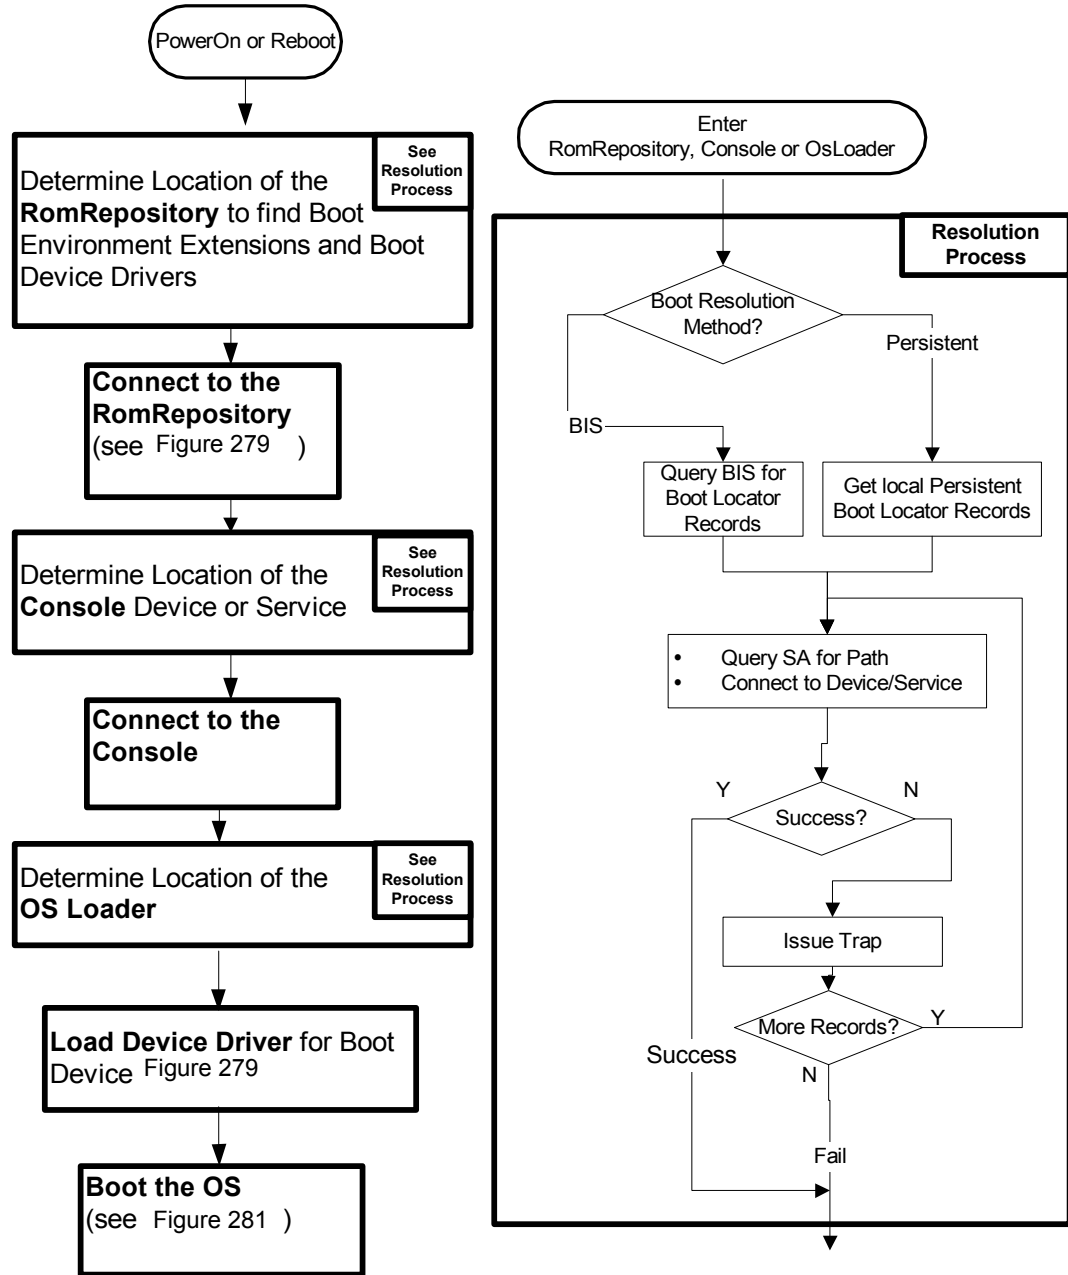 PowerOn or Reboot
See
Resolution
Process
Determine Location of the
RomRepository to find Boot
Environment Extensions and Boot
Device Drivers
Connect to the
RomRepository
(see Figure 279 )
See
Resolution
Process
Determine Location of the
Console Device or Service
Connect to the
Console
See
Resolution
Process
Determine Location of the
OS Loader
Load Device Driver for Boot
Device Figure 279
Boot the OS
(see Figure 281 )
Enter
RomRepository, Console or OsLoader
Resolution
Process
Boot Resolution
Method?
Persistent
BIS
Query BIS for
Boot Locator
Records
Get local Persistent
Boot Locator Records
• Query SA for Path
• Connect to Device/Service
Y
N
Success?
Issue Trap
More Records?
Y
Success
N
Fail